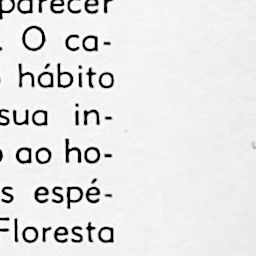 parecer
. O ca-
hábito
sua in-
o ao ho-
s espé-
Floresta